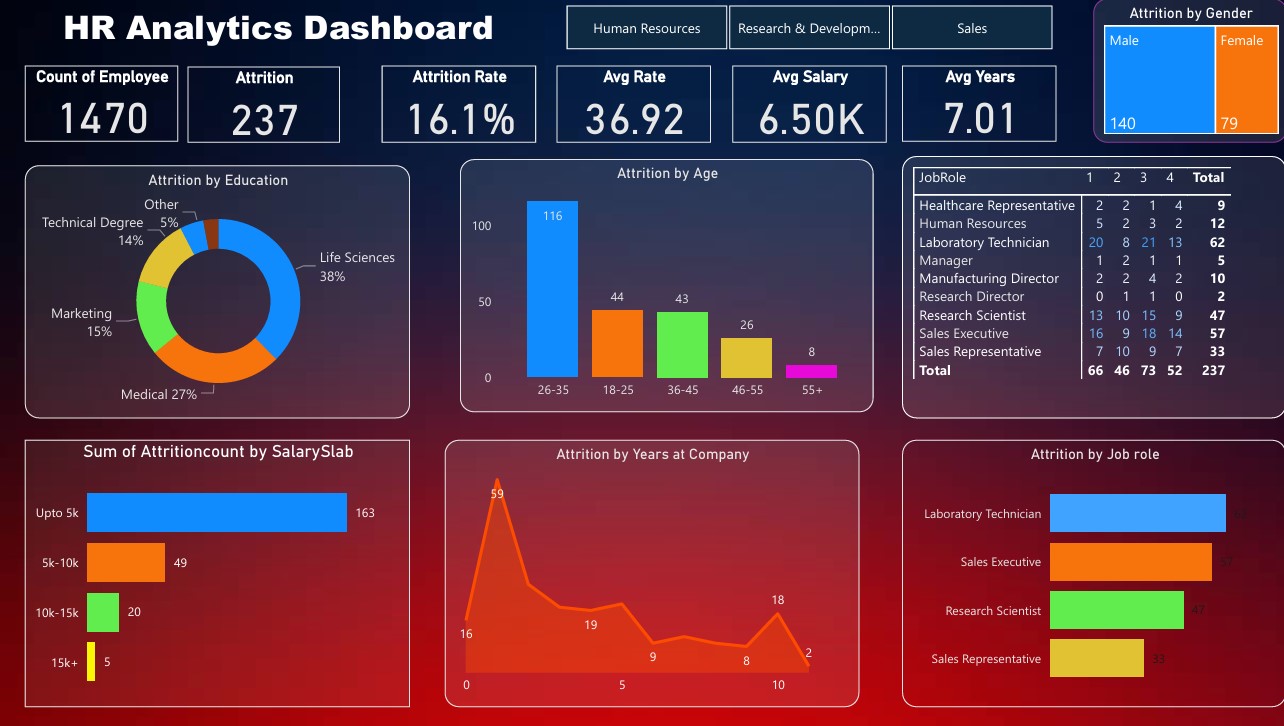 HR Analytics Dashboard
Human Resources
Research & Developm...
Sales
Attrition by Gender
Male
Female
140
79
Count of Employee
1470
Attrition
237
Attrition Rate
16.1%
Avg Rate
36.92
Avg Salary
6.50K
Avg Years
7.01
Attrition by Education
Other
5%
Technical Degree
14%
Life Sciences
38%
Marketing
15%
Medical 27%
Attrition by Age
100
50
0
116
44
43
26
8
26-35
18-25
36-45
46-55
55+
JobRole 1 2 3 4 Total
Healthcare Representative 2 2 1 4 9
Human Resources 5 2 3 2 12
Laboratory Technician 20 8 21 13 62
Manager 1 2 1 1 5
Manufacturing Director 2 2 4 2 10
Research Director 0 1 1 0 2
Research Scientist 13 10 15 9 47
Sales Executive 16 9 18 14 57
Sales Representative 7 10 9 7 33
Total 66 46 73 52 237
Sum of Attritioncount by SalarySlab
Upto 5k 163
5k-10k 49
10k-15k 20
15k+ 5
Attrition by Years at Company
59
16
19
9
8
18
2
0
5
10
Attrition by Job role
Laboratory Technician
Sales Executive 57
Research Scientist 47
Sales Representative 33